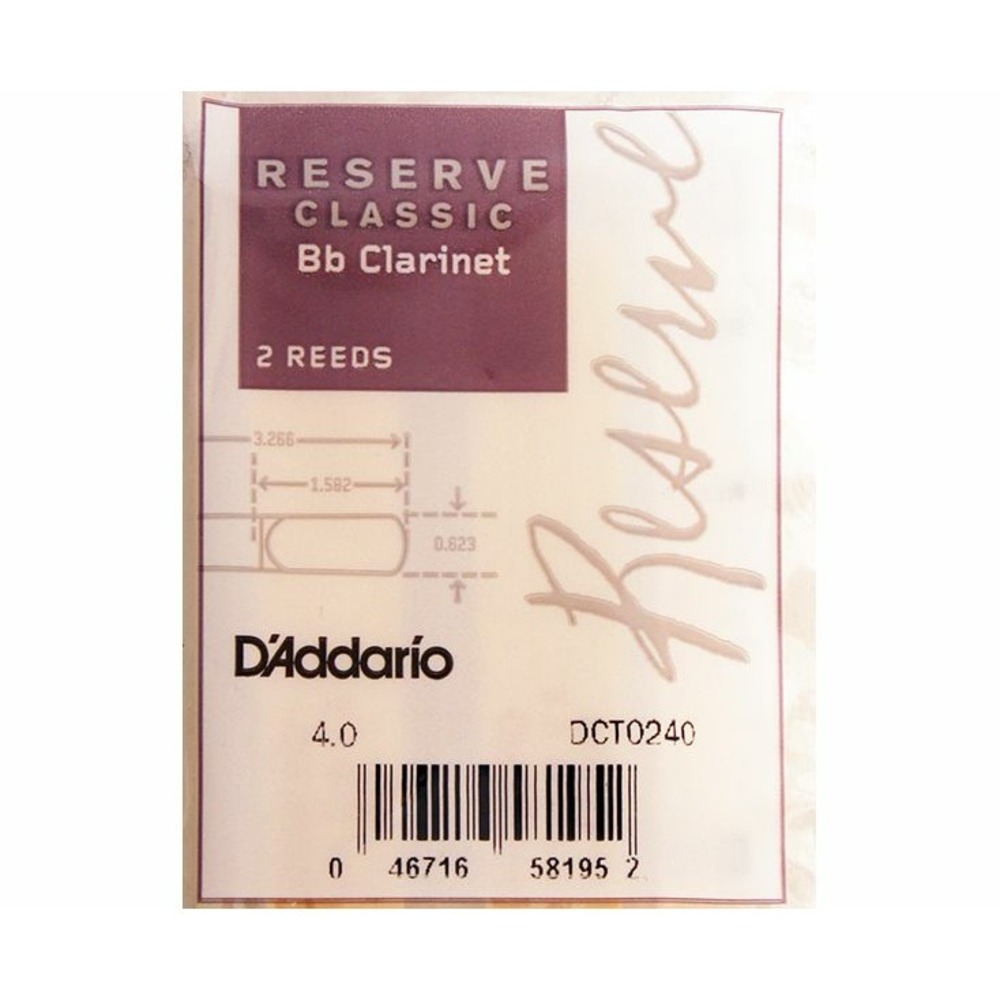 RESERVE
CLASSIC
Bb Clarinet
2 REEDS
Reserve
3.266
1.582
0.623
D'Addario
4.0 DCT0240
0 46716 58195 2